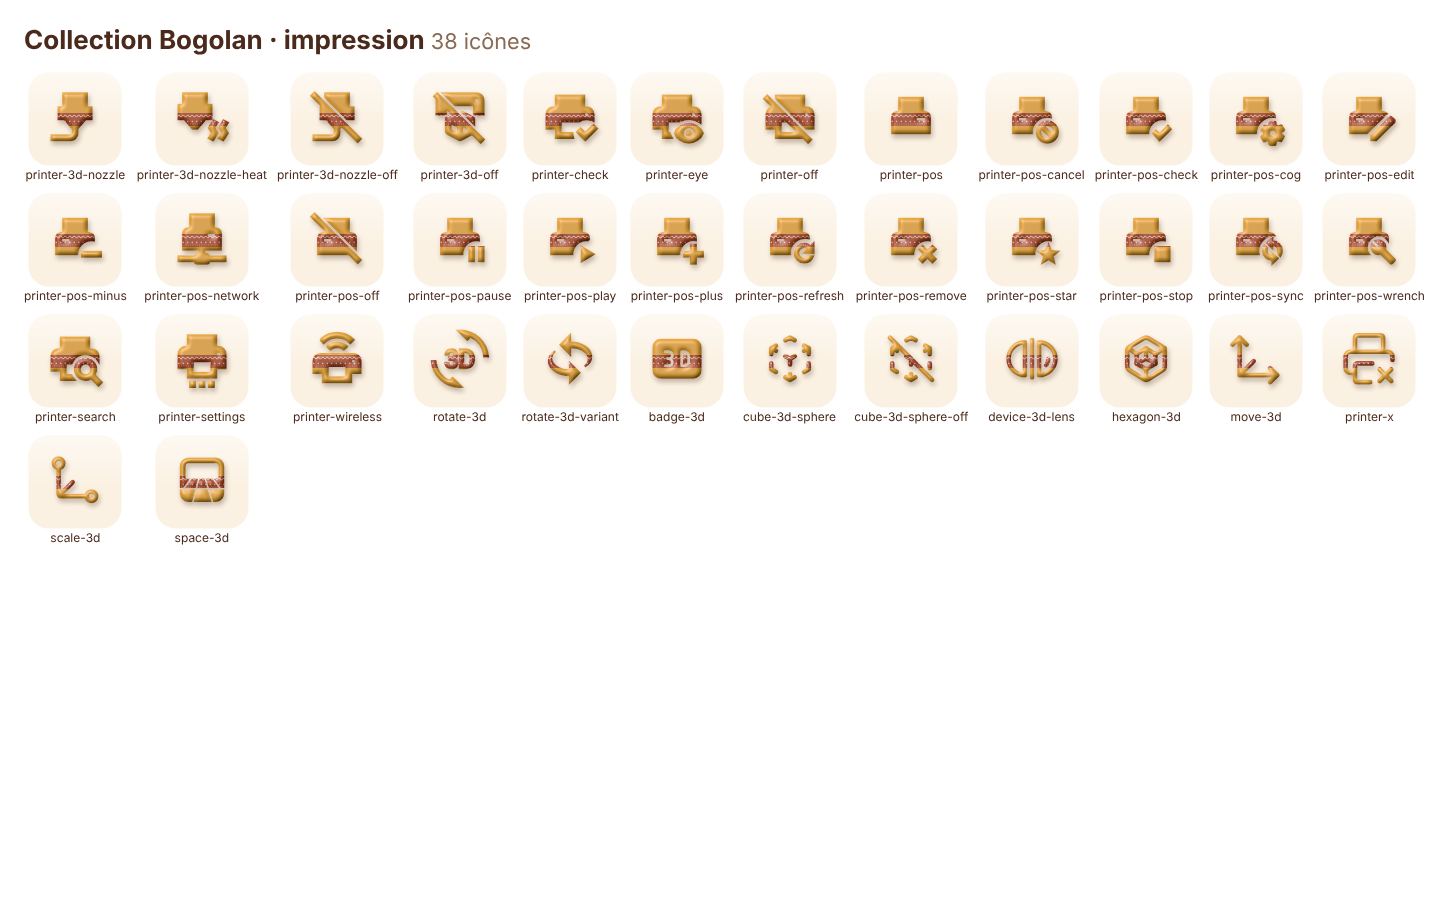 Collection Bogolan · impression 38 icônes
printer-3d-nozzle printer-3d-nozzle-heat printer-3d-nozzle-off printer-3d-off printer-check printer-eye printer-off printer-pos printer-pos-cancel printer-pos-check printer-pos-cog printer-pos-edit
printer-pos-minus printer-pos-network printer-pos-off printer-pos-pause printer-pos-play printer-pos-plus printer-pos-refresh printer-pos-remove printer-pos-star printer-pos-stop printer-pos-sync printer-pos-wrench
3D 3D
printer-search printer-settings printer-wireless rotate-3d rotate-3d-variant badge-3d cube-3d-sphere cube-3d-sphere-off device-3d-lens hexagon-3d move-3d printer-x
scale-3d space-3d